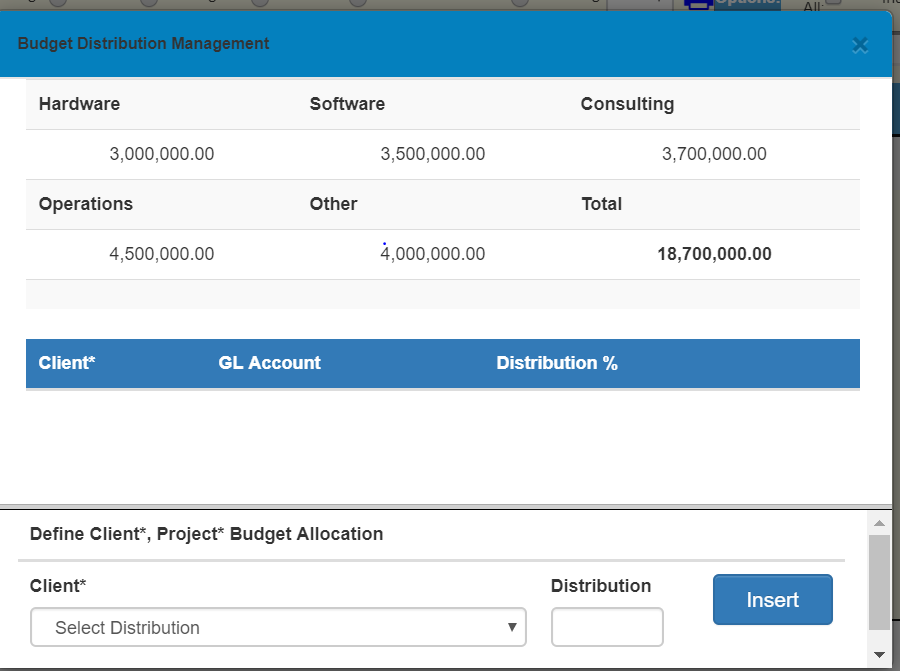 Options:
All:
Budget Distribution Management ×
Hardware Software Consulting
3,000,000.00 3,500,000.00 3,700,000.00
Operations Other Total
4,500,000.00 4,000,000.00 18,700,000.00
Client* GL Account Distribution %
Define Client*, Project* Budget Allocation
Client* Distribution
Insert
Select Distribution